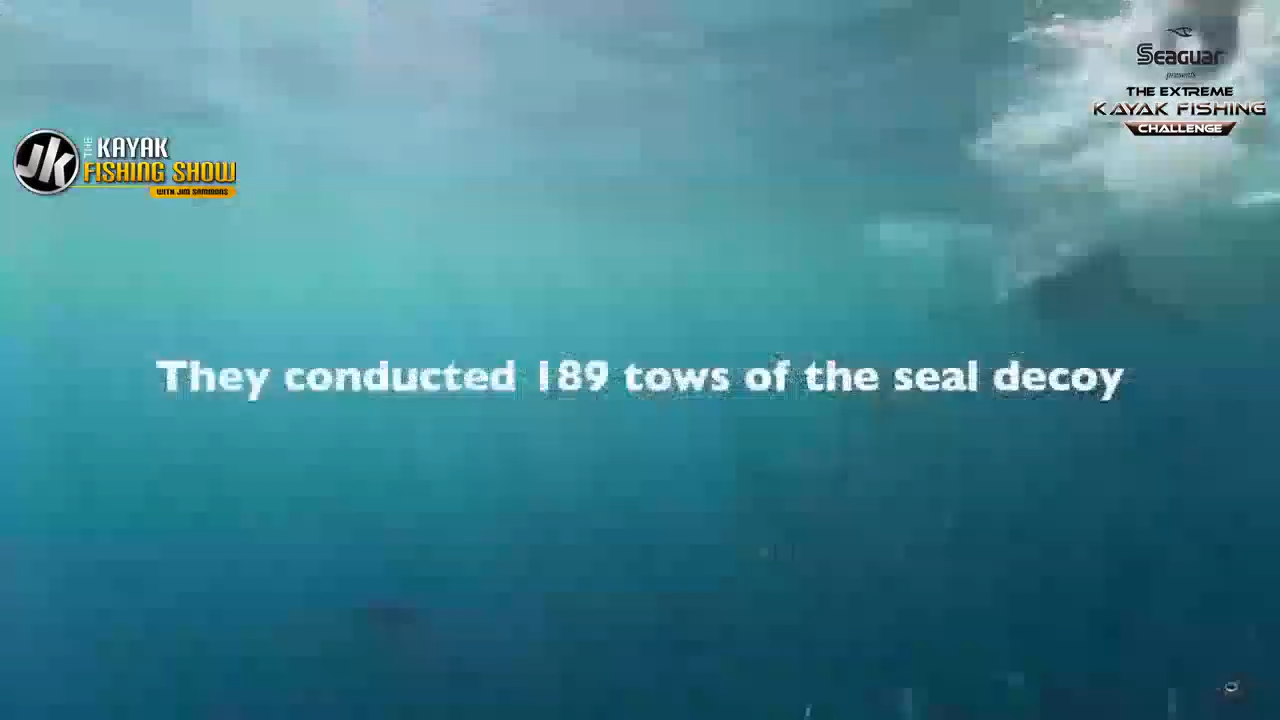 SEAGUAR
presents
THE EXTREME
KAYAK FISHING
CHALLENGE
JK
THE KAYAK
FISHING SHOW
WITH JIM SAMMONS
They conducted 189 tows of the seal decoy